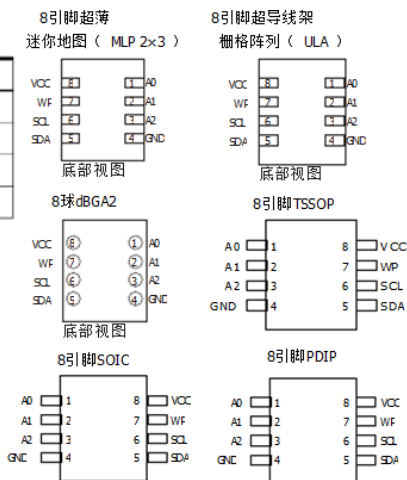 8引脚超薄
迷你地图（ MLP 2×3 ）
VCC 8 1 A0
WP 7 2 A1
SCL 6 3 A2
SDA 5 4 GND
底部视图
8引脚超导线架
栅格阵列（ ULA ）
VCC 8 1 A0
WP 7 2 A1
SCL 6 3 A2
SDA 5 4 GND
底部视图
8球dBGA2
VCC 8 1 A0
WP 7 2 A1
SCL 6 3 A2
SDA 5 4 GND
底部视图
8引脚TSSOP
A0 1 8 VCC
A1 2 7 WP
A2 3 6 SCL
GND 4 5 SDA
8引脚SOIC
A0 1 8 VCC
A1 2 7 WP
A2 3 6 SCL
GND 4 5 SDA
8引脚PDIP
A0 1 8 VCC
A1 2 7 WP
A2 3 6 SCL
GND 4 5 SDA